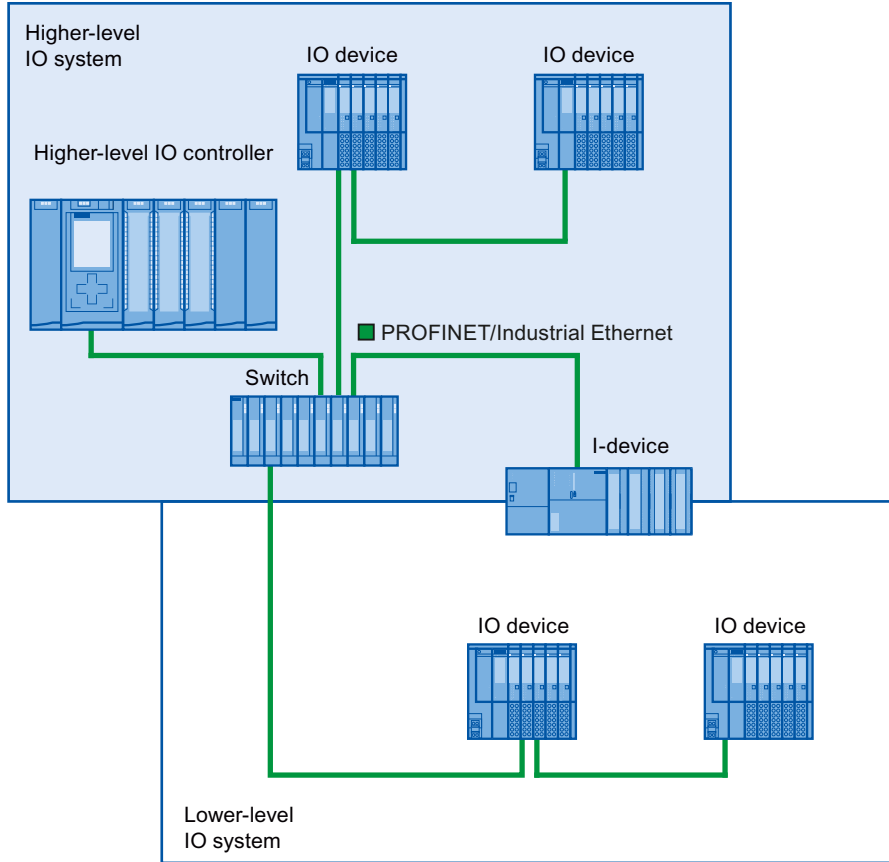 Higher-level
IO system
IO device
IO device
Higher-level IO controller
PROFINET/Industrial Ethernet
Switch
I-device
IO device
IO device
Lower-level
IO system